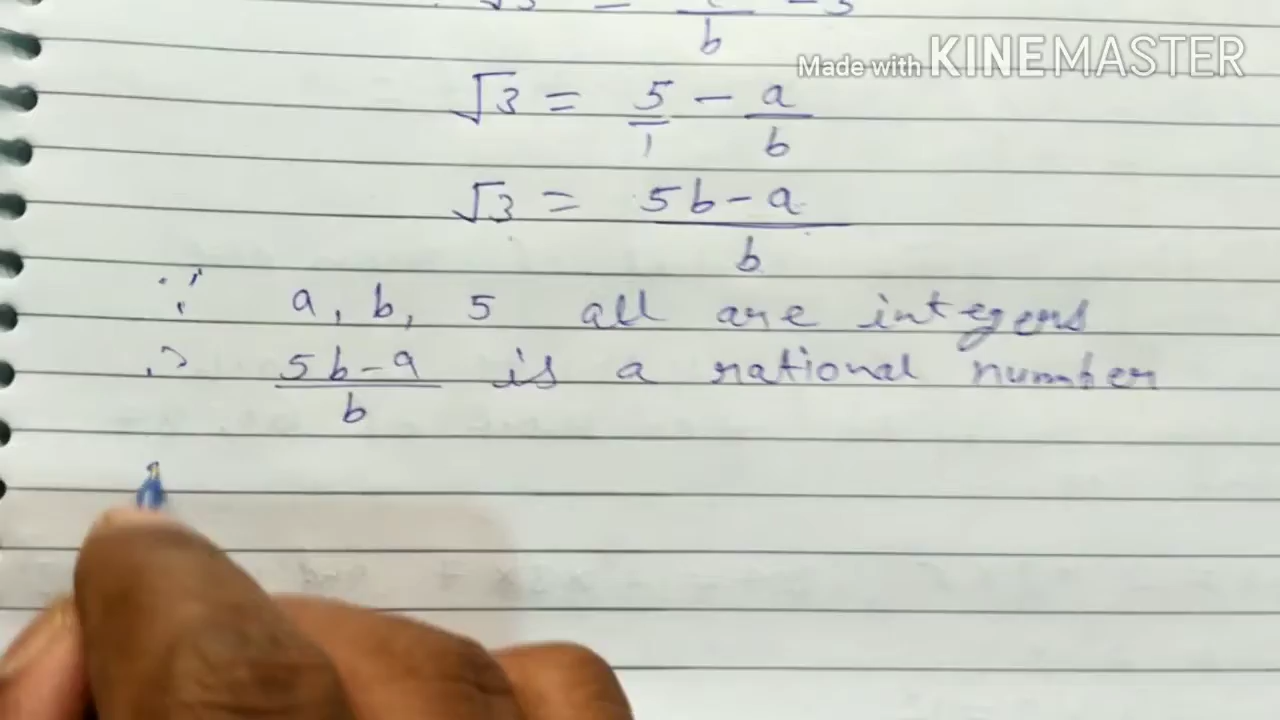 b
Made with KINEMASTER
√3 = 5/1 - a/b
√3 = 5b-a/b
∵ a, b, 5 all are integers
∴ 5b-a/b is a rational number